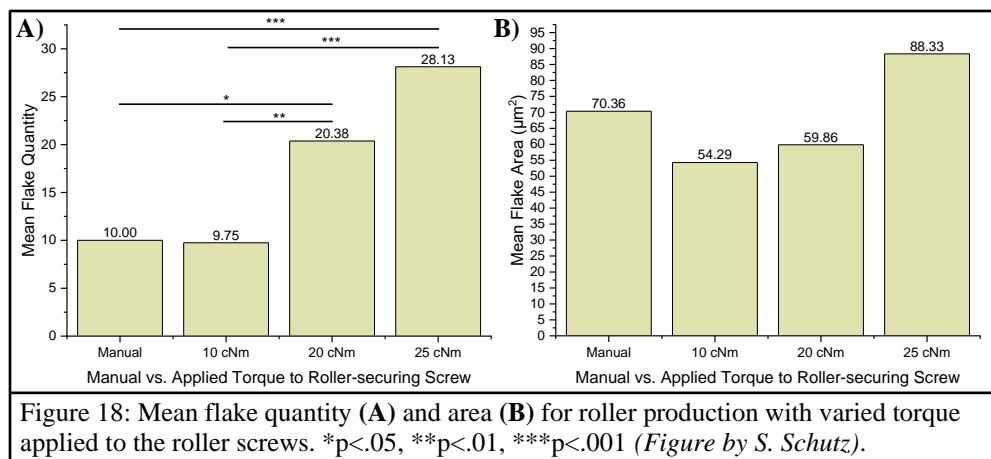 A)
***
***
*
**
30
25
20
15
10
5
0
Mean Flake Quantity
10.00
9.75
20.38
28.13
Manual
10 cNm
20 cNm
25 cNm
Manual vs. Applied Torque to Roller-securing Screw
B)
95
90
85
80
75
70
65
60
55
50
45
40
35
30
25
20
15
10
5
0
Mean Flake Area (µm²)
70.36
54.29
59.86
88.33
Manual
10 cNm
20 cNm
25 cNm
Manual vs. Applied Torque to Roller-securing Screw
Figure 18: Mean flake quantity (A) and area (B) for roller production with varied torque
applied to the roller screws. *p<.05, **p<.01, ***p<.001 (Figure by S. Schutz).